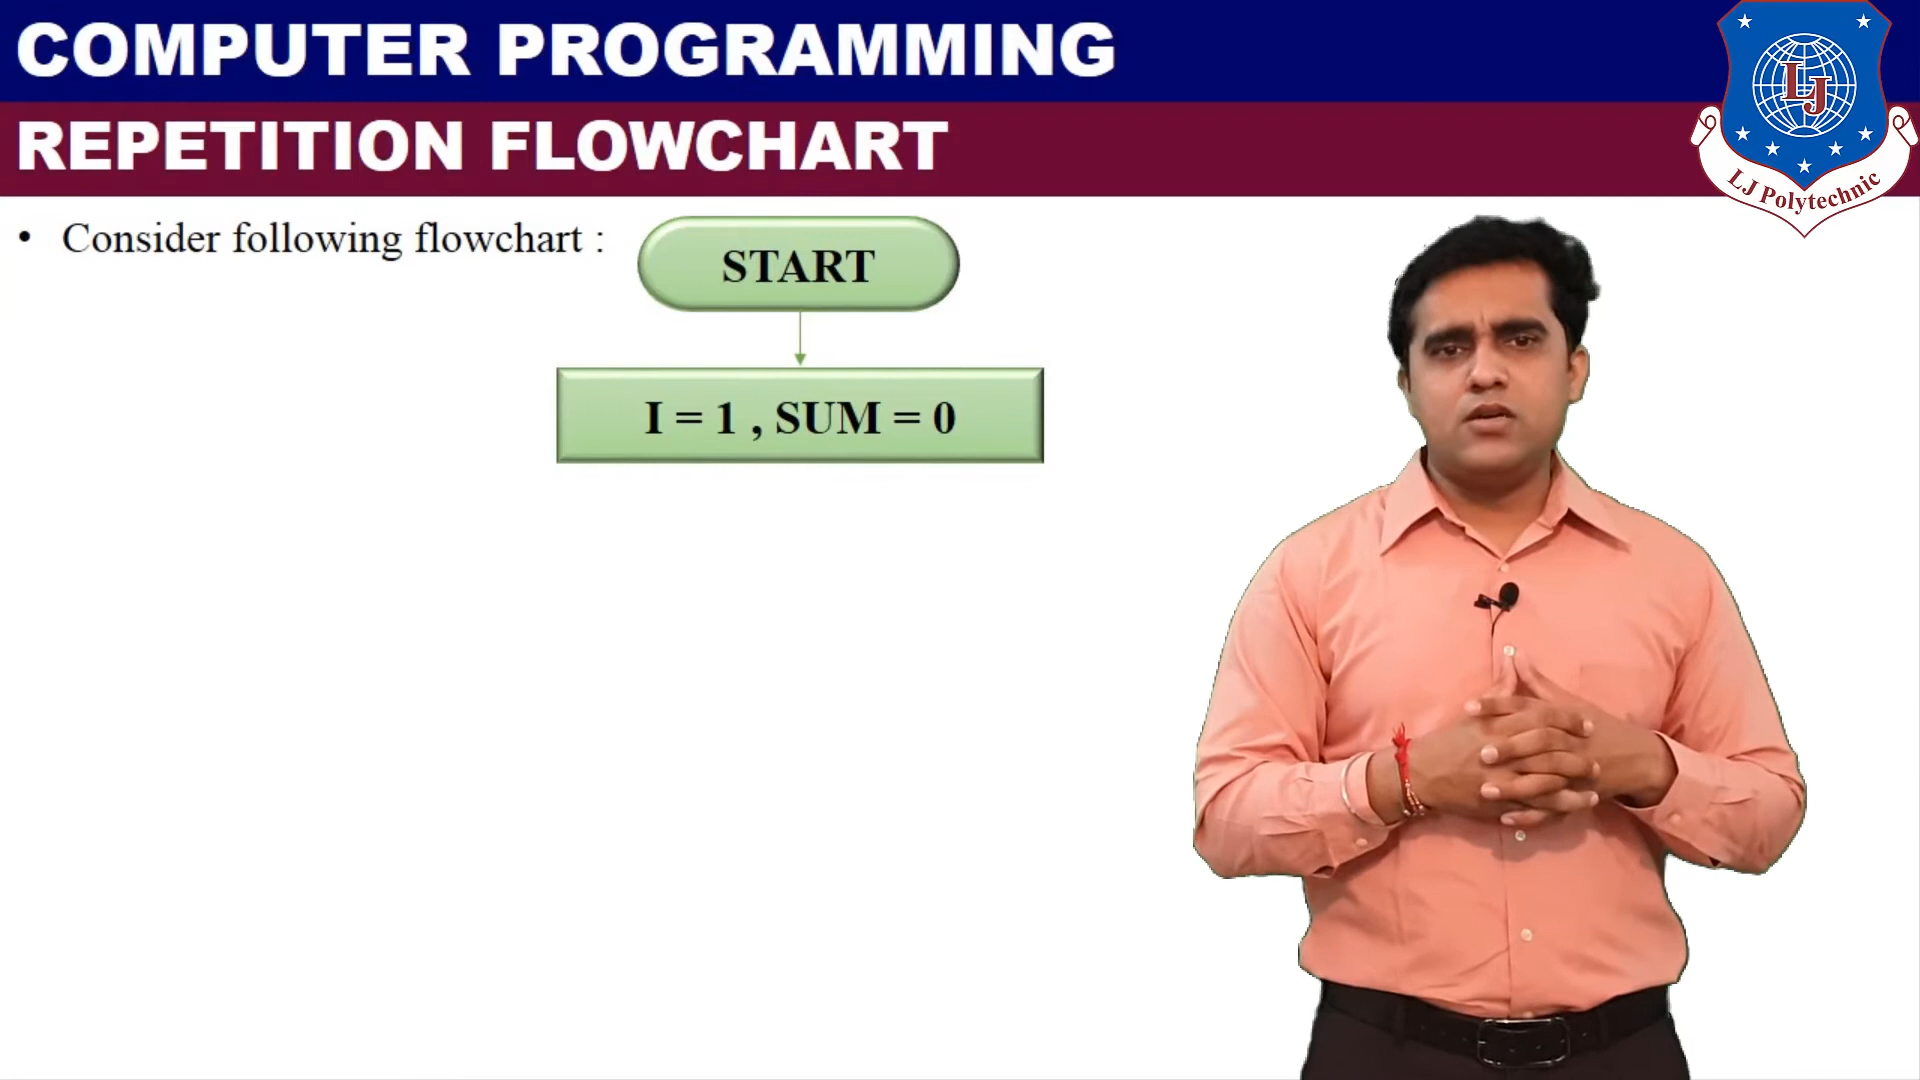 COMPUTER PROGRAMMING
REPETITION FLOWCHART
LJ
LJ Polytechnic
• Consider following flowchart :
START
I = 1 , SUM = 0